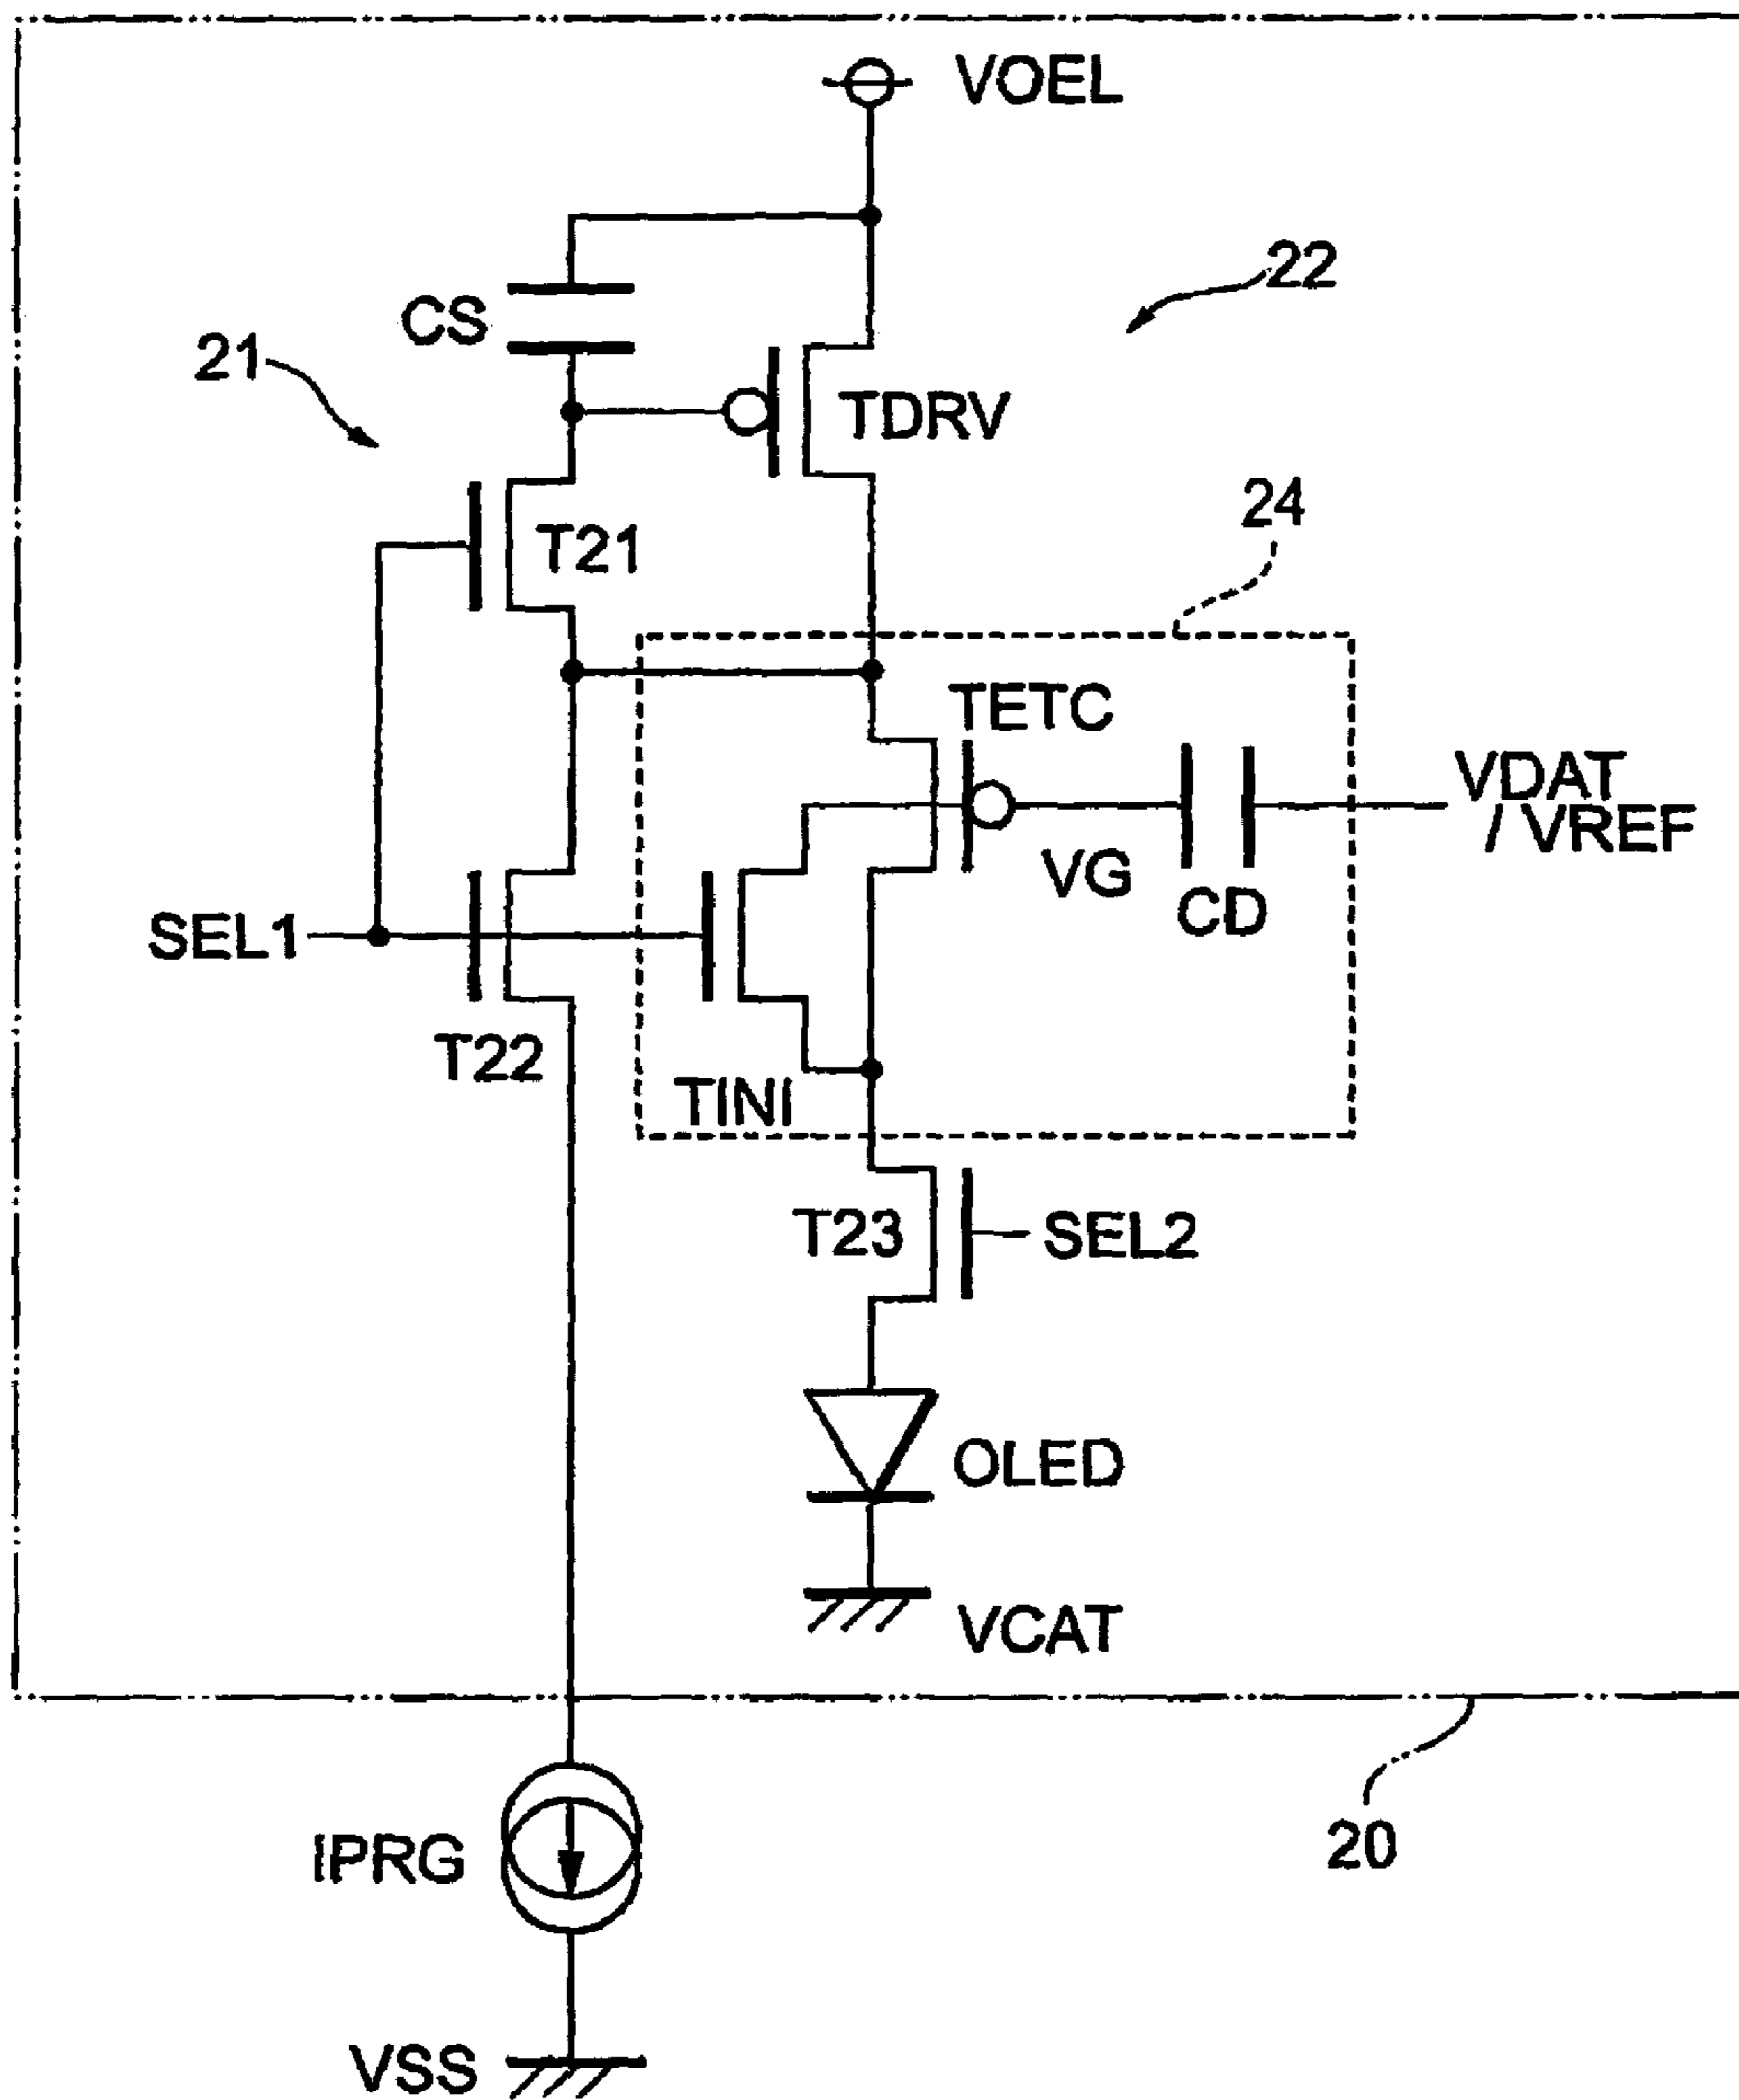 VOEL
22
CS
21
TDRV
24
T21
TETC
VDAT
/ VREF
VG
CD
SEL1
T22
TINI
T23
SEL2
OLED
VCAT
IPRG
20
VSS